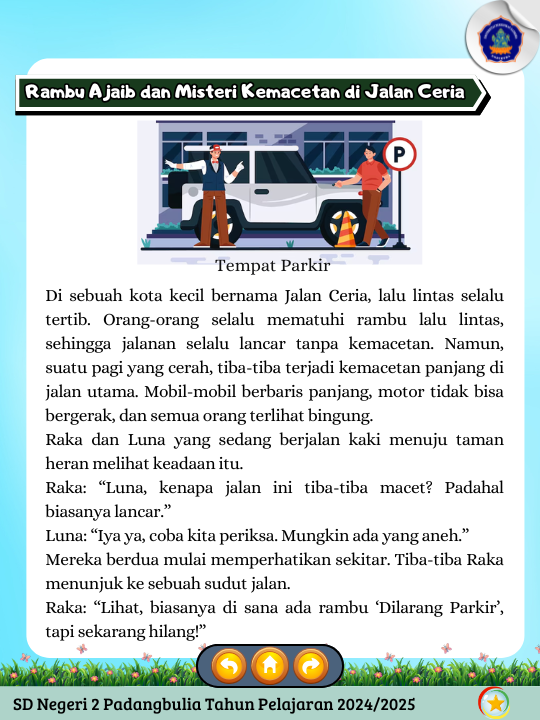 Rambu Ajaib dan Misteri Kemacetan di Jalan Ceria
P
Tempat Parkir
Di sebuah kota kecil bernama Jalan Ceria, lalu lintas selalu
tertib. Orang-orang selalu mematuhi rambu lalu lintas,
sehingga jalanan selalu lancar tanpa kemacetan. Namun,
suatu pagi yang cerah, tiba-tiba terjadi kemacetan panjang di
jalan utama. Mobil-mobil berbaris panjang, motor tidak bisa
bergerak, dan semua orang terlihat bingung.
Raka dan Luna yang sedang berjalan kaki menuju taman
heran melihat keadaan itu.
Raka: “Luna, kenapa jalan ini tiba-tiba macet? Padahal
biasanya lancar.”
Luna: “Iya ya, coba kita periksa. Mungkin ada yang aneh.”
Mereka berdua mulai memperhatikan sekitar. Tiba-tiba Raka
menunjuk ke sebuah sudut jalan.
Raka: “Lihat, biasanya di sana ada rambu ‘Dilarang Parkir’,
tapi sekarang hilang!”
SD Negeri 2 Padangbulia Tahun Pelajaran 2024/2025